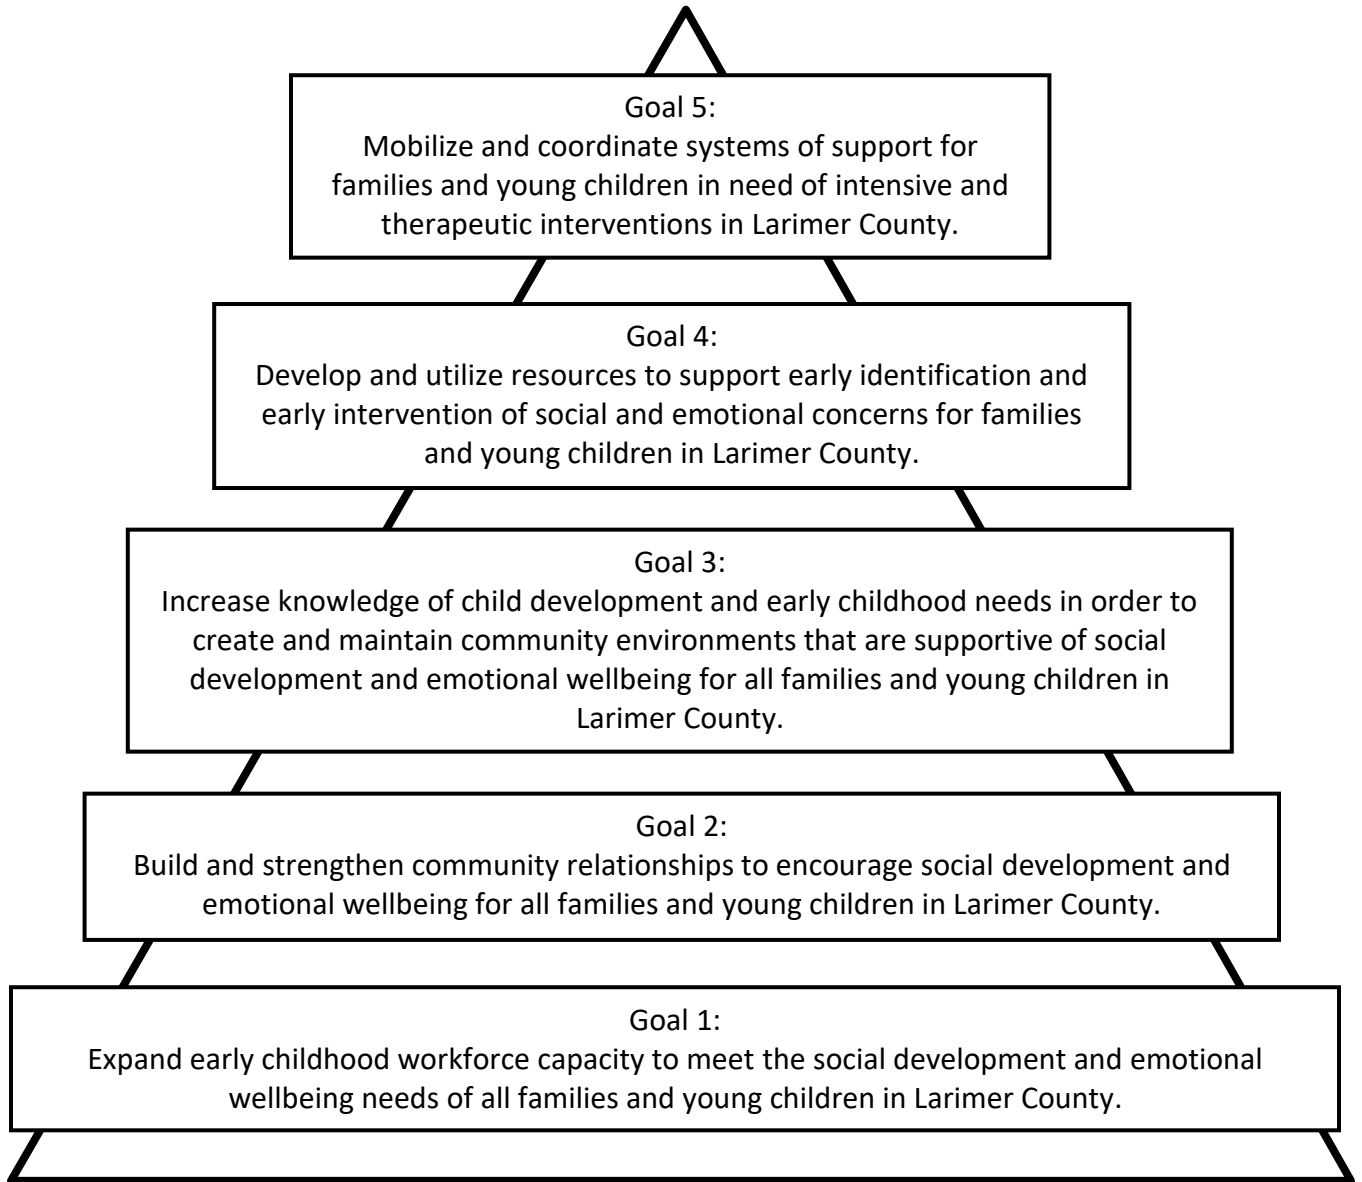 Goal 5:
Mobilize and coordinate systems of support for
families and young children in need of intensive and
therapeutic interventions in Larimer County.
Goal 4:
Develop and utilize resources to support early identification and
early intervention of social and emotional concerns for families
and young children in Larimer County.
Goal 3:
Increase knowledge of child development and early childhood needs in order to
create and maintain community environments that are supportive of social
development and emotional wellbeing for all families and young children in
Larimer County.
Goal 2:
Build and strengthen community relationships to encourage social development and
emotional wellbeing for all families and young children in Larimer County.
Goal 1:
Expand early childhood workforce capacity to meet the social development and emotional
wellbeing needs of all families and young children in Larimer County.